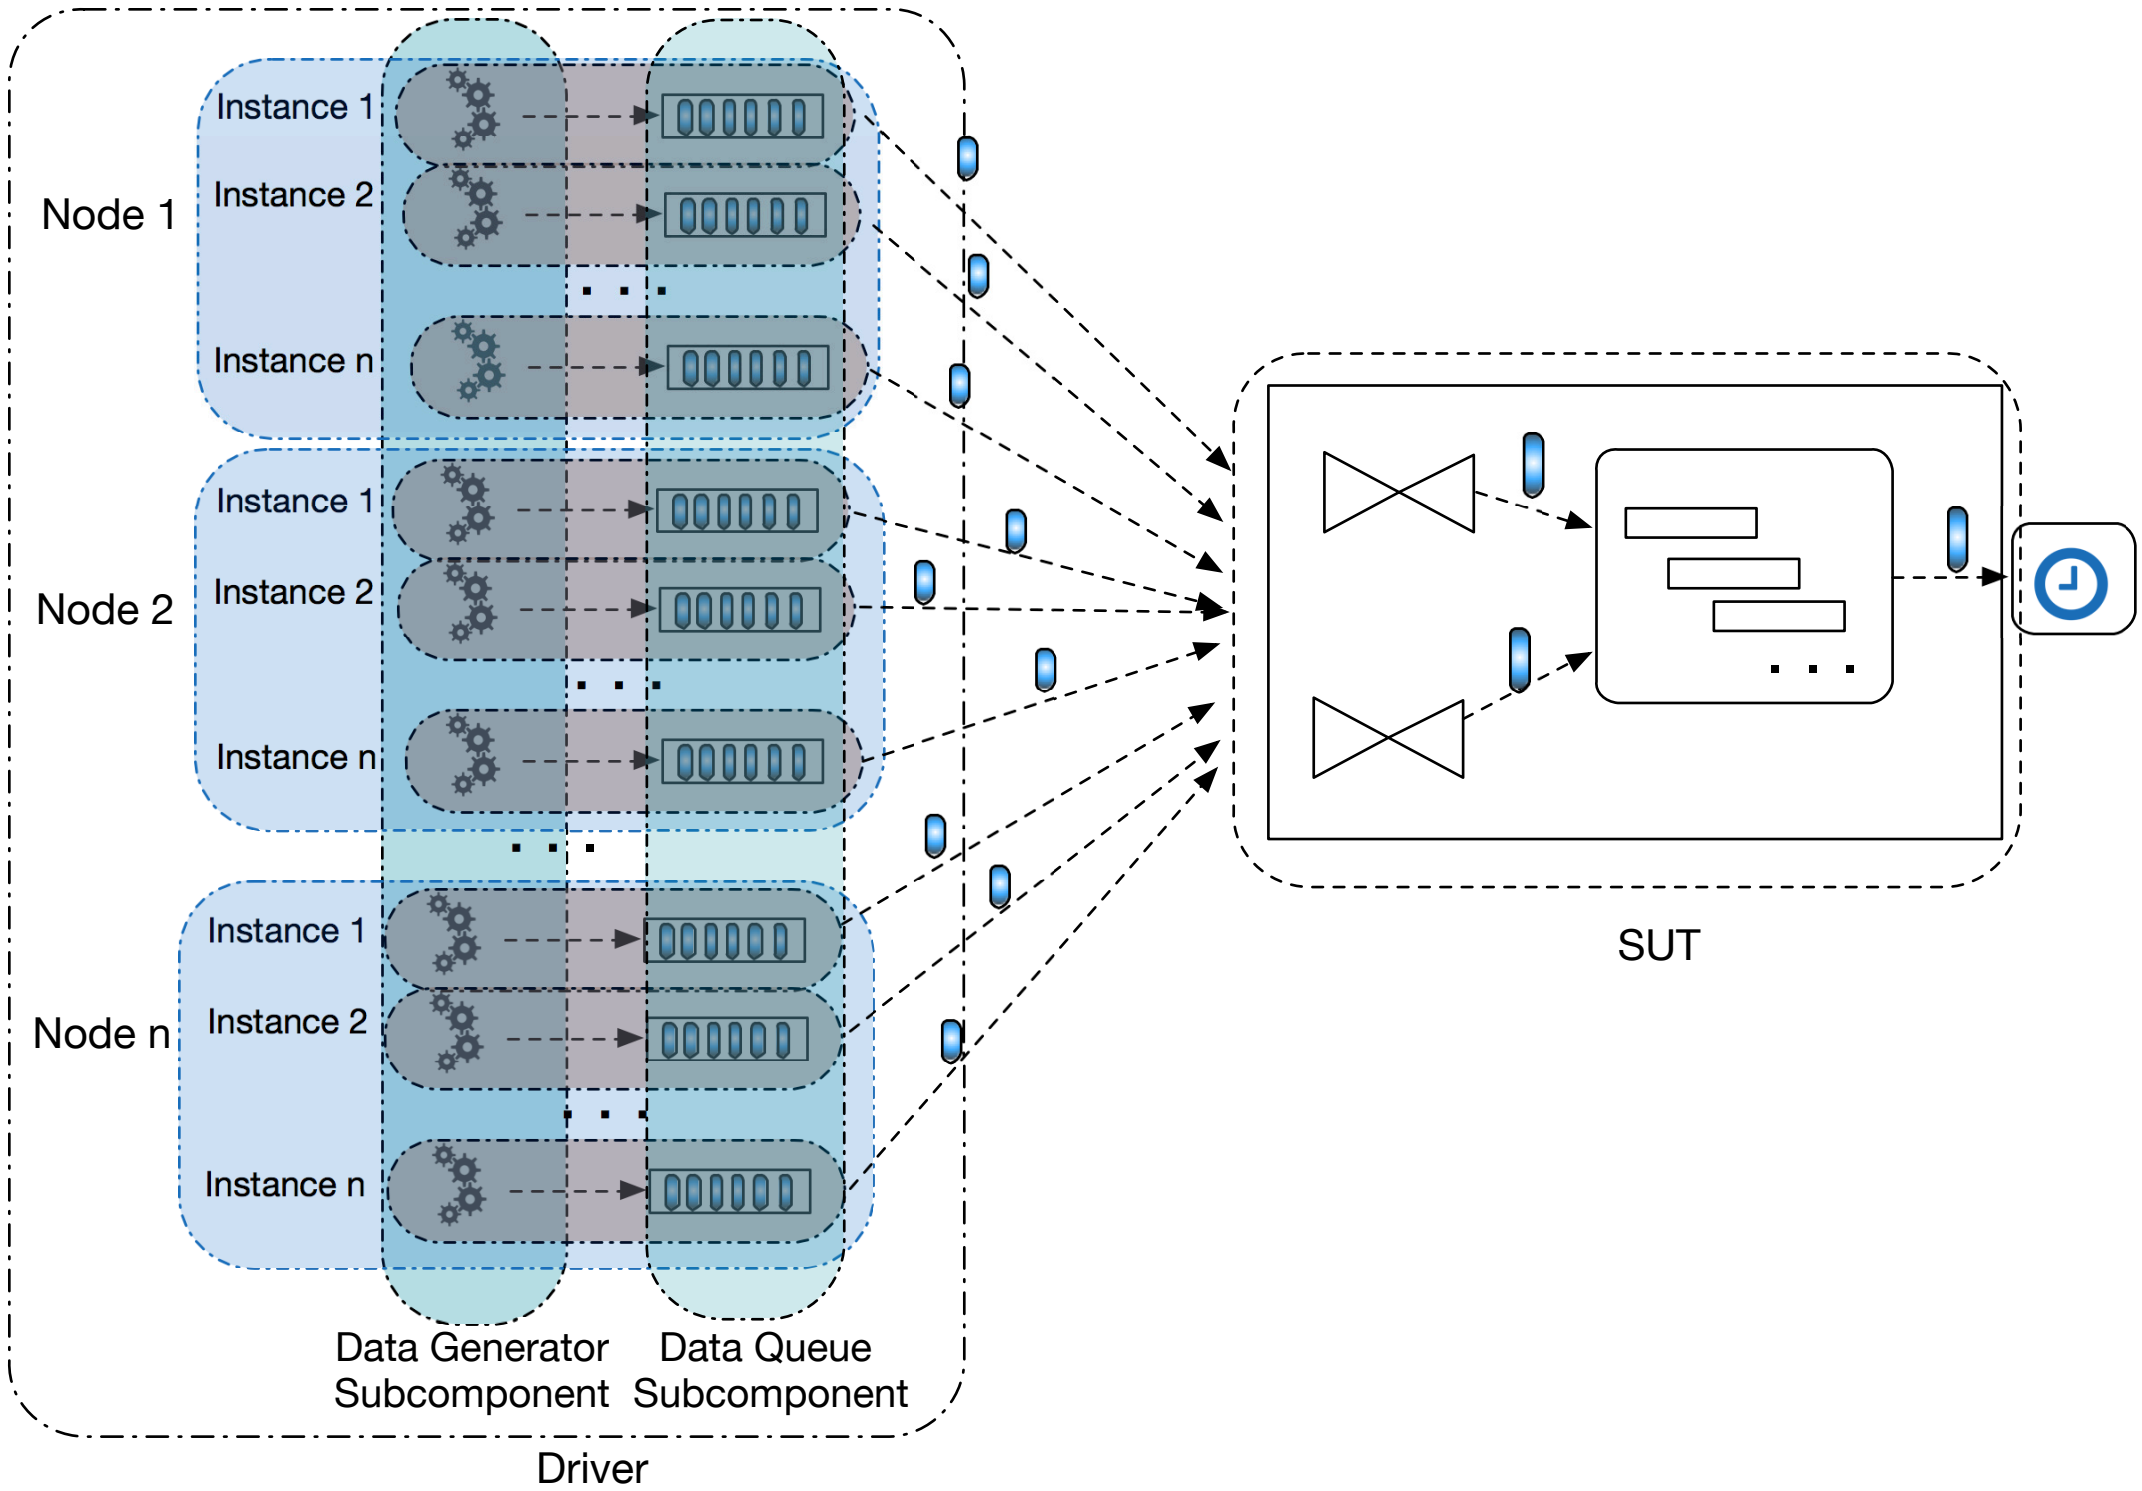 Node 1
Instance 1
Instance 2
. . .
Instance n
Node 2
Instance 1
Instance 2
. . .
Instance n
. . .
Node n
Instance 1
Instance 2
. . .
Instance n
Data Generator
Subcomponent
Data Queue
Subcomponent
Driver
. . .
SUT